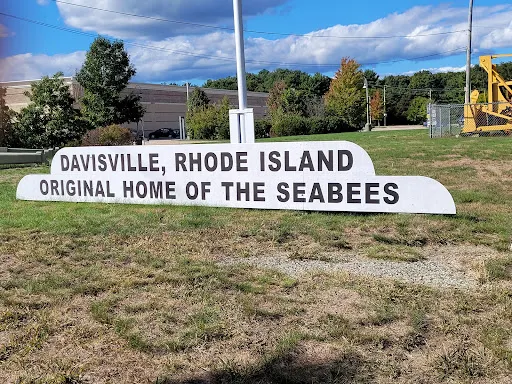 DAVISVILLE, RHODE ISLAND
ORIGINAL HOME OF THE SEABEES